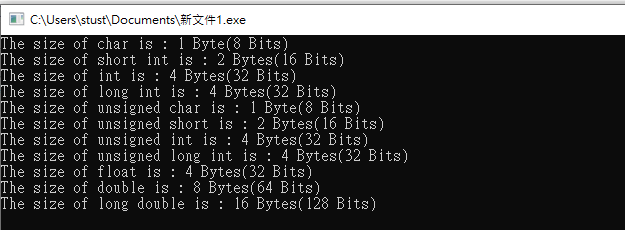 C:\Users\stust\Documents\新文件1.exe
The size of char is : 1 Byte(8 Bits)
The size of short int is : 2 Bytes(16 Bits)
The size of int is : 4 Bytes(32 Bits)
The size of long int is : 4 Bytes(32 Bits)
The size of unsigned char is : 1 Byte(8 Bits)
The size of unsigned short is : 2 Bytes(16 Bits)
The size of unsigned int is : 4 Bytes(32 Bits)
The size of unsigned long int is : 4 Bytes(32 Bits)
The size of float is : 4 Bytes(32 Bits)
The size of double is : 8 Bytes(64 Bits)
The size of long double is : 16 Bytes(128 Bits)